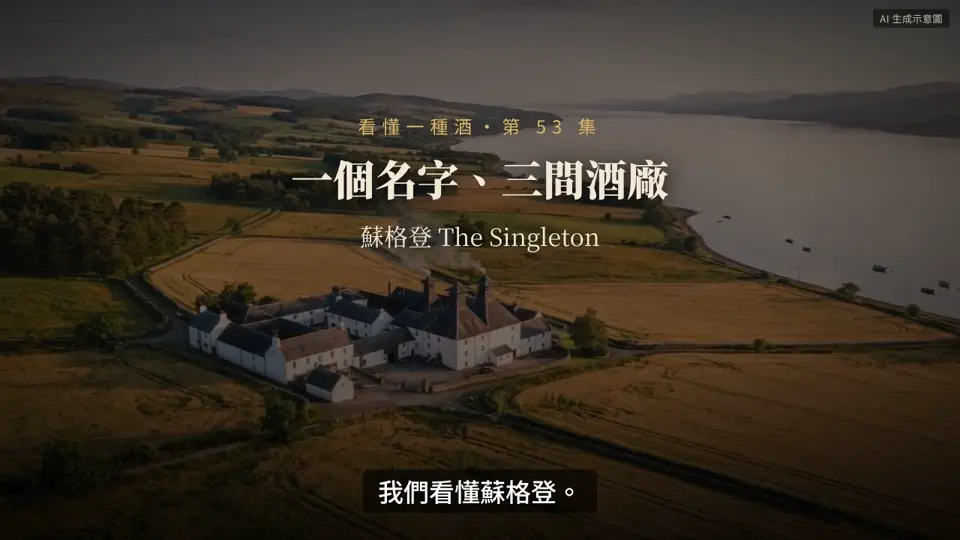 AI 生成示意圖
看懂一種酒・第 53 集
一個名字、三間酒廠
蘇格登 The Singleton
我們看懂蘇格登。